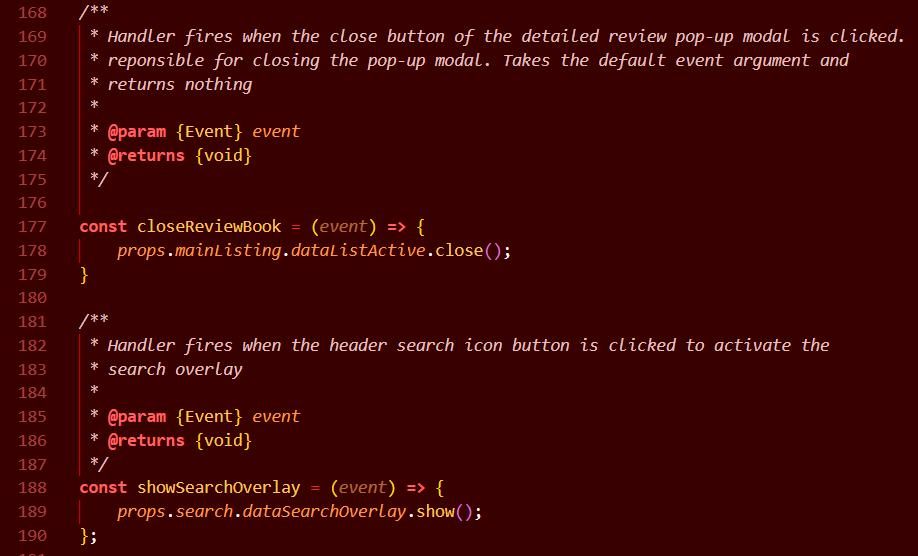 168 /**
169 * Handler fires when the close button of the detailed review pop-up modal is clicked.
170 * reponsible for closing the pop-up modal. Takes the default event argument and
171 * returns nothing
172 *
173 * @param {Event} event
174 * @returns {void}
175 */
176
177 const closeReviewBook = (event) => {
178 props.mainListing.dataListActive.close();
179 }
180
181 /**
182 * Handler fires when the header search icon button is clicked to activate the
183 * search overlay
184 *
185 * @param {Event} event
186 * @returns {void}
187 */
188 const showSearchOverlay = (event) => {
189 props.search.dataSearchOverlay.show();
190 };